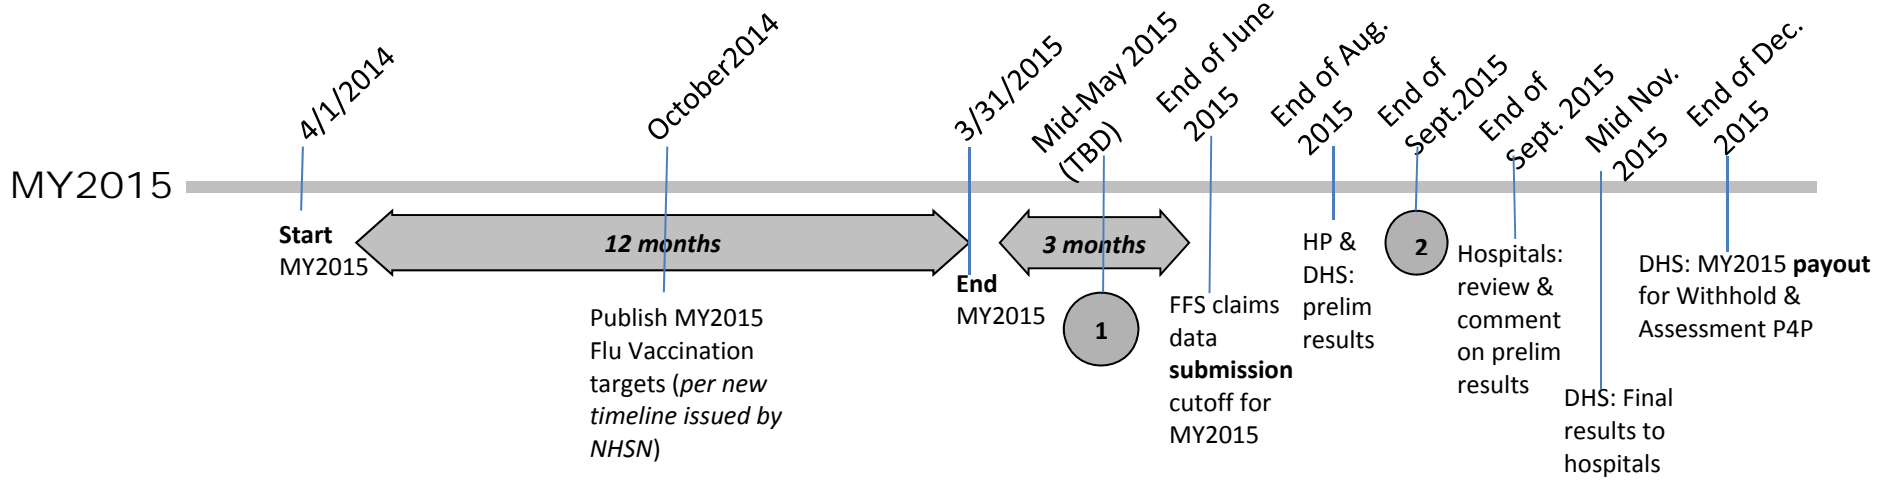 4/1/2014
October2014
3/31/2015
Mid-May 2015
(TBD)
End of June
2015
End of Aug.
2015
End of
Sept.2015
End of
Sept. 2015
Mid Nov.
2015
End of Dec.
2015
MY2015
Start
MY2015
12 months
Publish MY2015
Flu Vaccination
targets (per new
timeline issued by
NHSN)
End
MY2015
3 months
1
FFS claims
data
submission
cutoff for
MY2015
HP &
DHS:
prelim
results
2
Hospitals:
review &
comment
on prelim
results
DHS: Final
results to
hospitals
DHS: MY2015 payout
for Withhold &
Assessment P4P